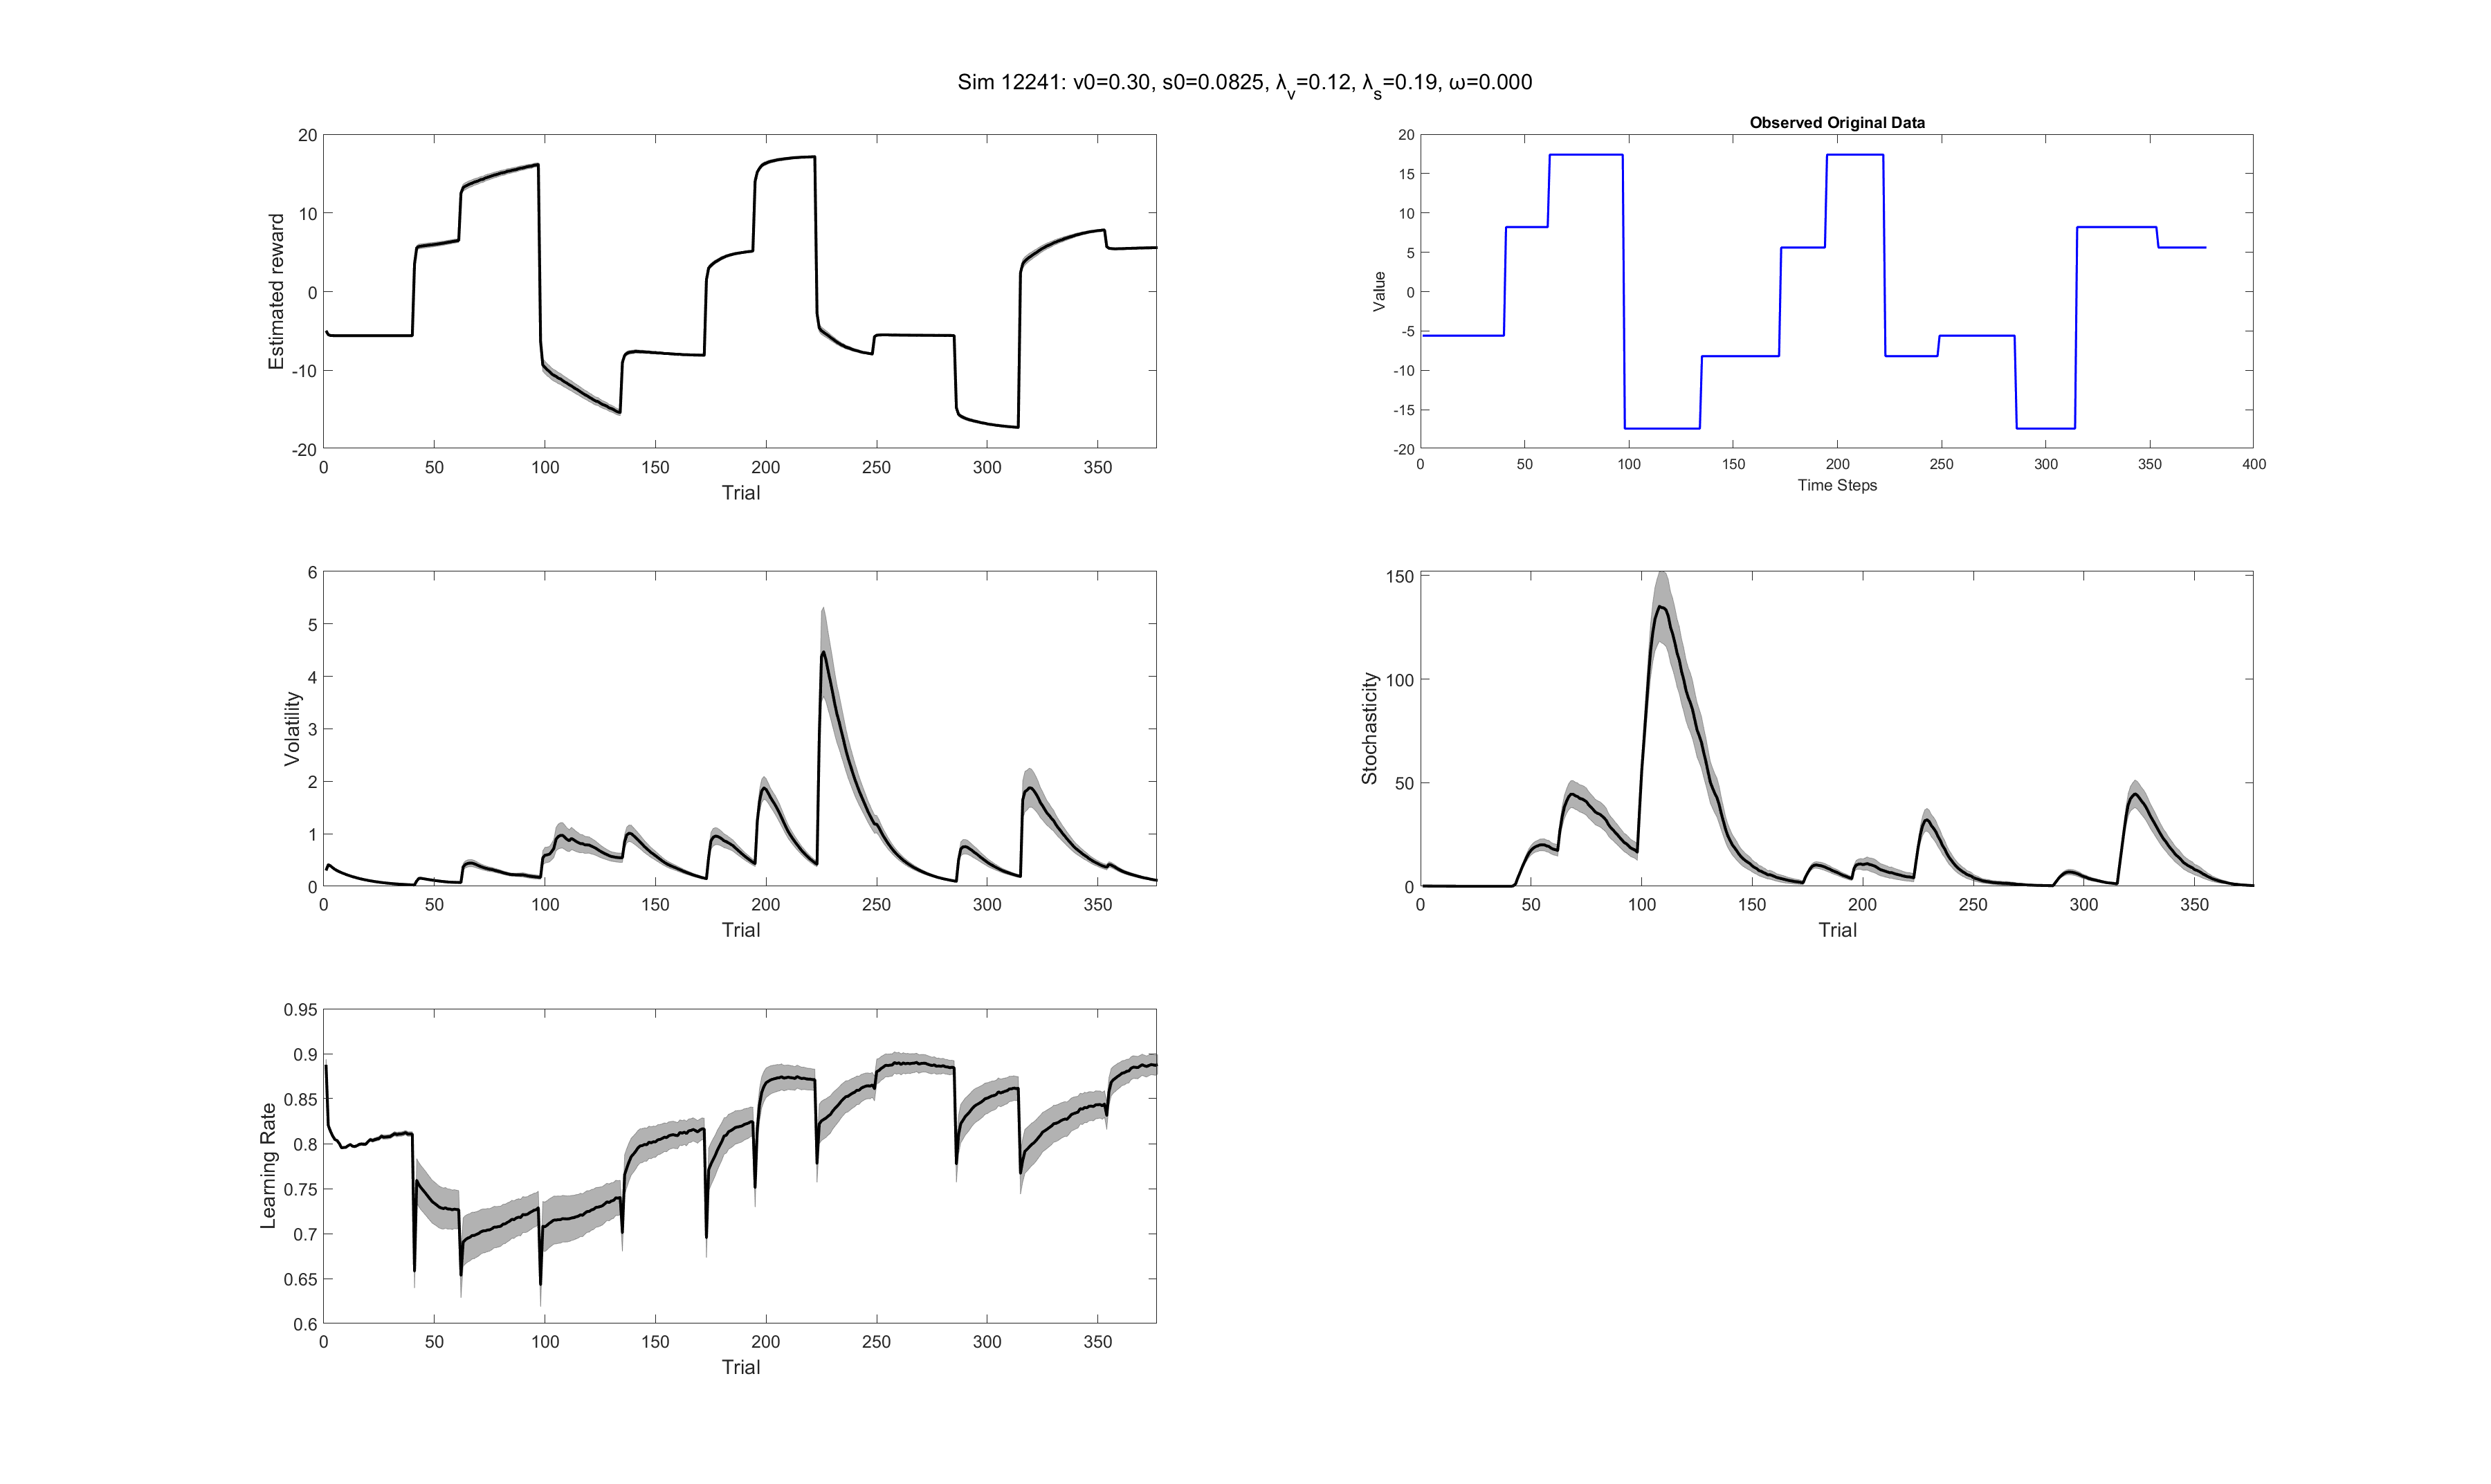 Sim 12241: v0=0.30, s0=0.0825, λv=0.12, λs=0.19, ω=0.000
Estimated reward
20
10
0
-10
-20
0 50 100 150 200 250 300 350
Trial
Observed Original Data
Value
20
15
10
5
0
-5
-10
-15
-20
0 50 100 150 200 250 300 350 400
Time Steps
Volatility
6
5
4
3
2
1
0
0 50 100 150 200 250 300 350
Trial
Stochasticity
150
100
50
0
0 50 100 150 200 250 300 350
Trial
Learning Rate
0.95
0.9
0.85
0.8
0.75
0.7
0.65
0.6
0 50 100 150 200 250 300 350
Trial